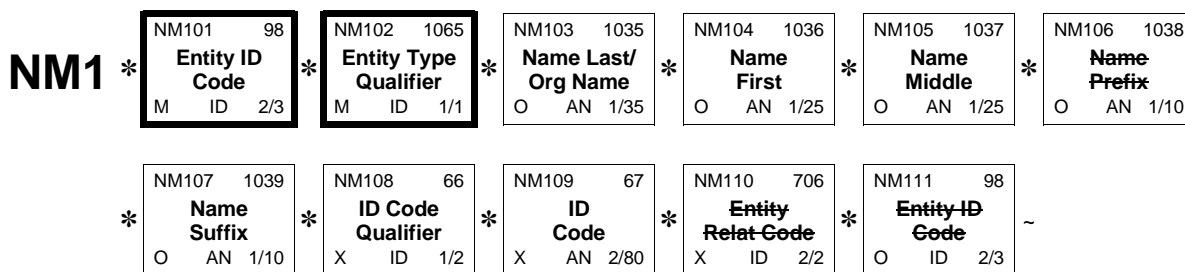 NM101 98 NM102 1065 NM103 1035 NM104 1036 NM105 1037 NM106 1038
NM1 * Entity ID * Entity Type * Name Last/ * Name * Name * Name
Code Qualifier Org Name First Middle Prefix
M ID 2/3 M ID 1/1 O AN 1/35 O AN 1/25 O AN 1/25 O AN 1/10
NM107 1039 NM108 66 NM109 67 NM110 706 NM111 98
* Name * ID Code * ID * Entity * Entity ID ~
Suffix Qualifier Code Relat Code Code
O AN 1/10 X ID 1/2 X AN 2/80 X ID 2/2 O ID 2/3